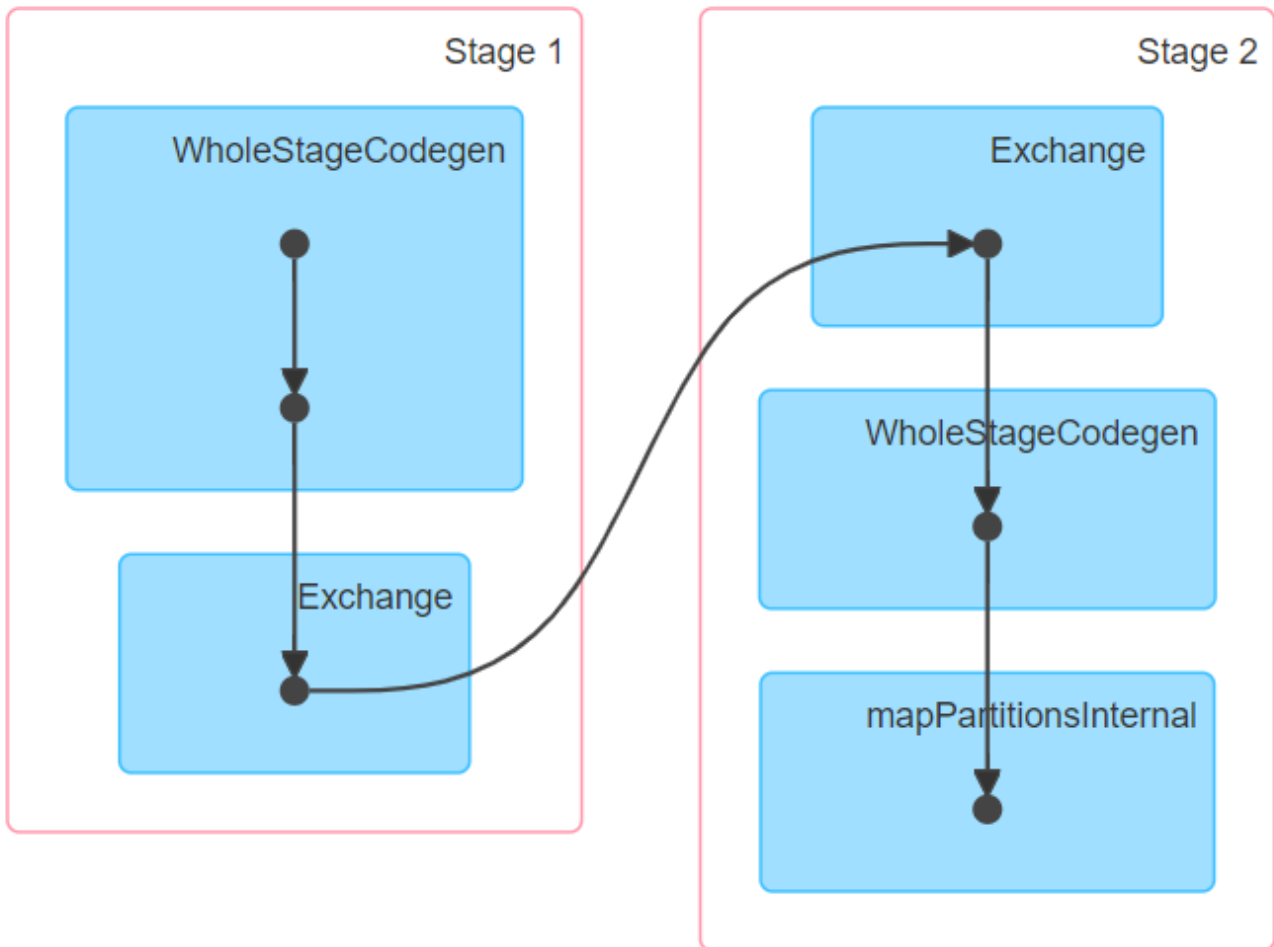 Stage 1
WholeStageCodegen
Exchange
Stage 2
Exchange
WholeStageCodegen
mapPartitionsInternal